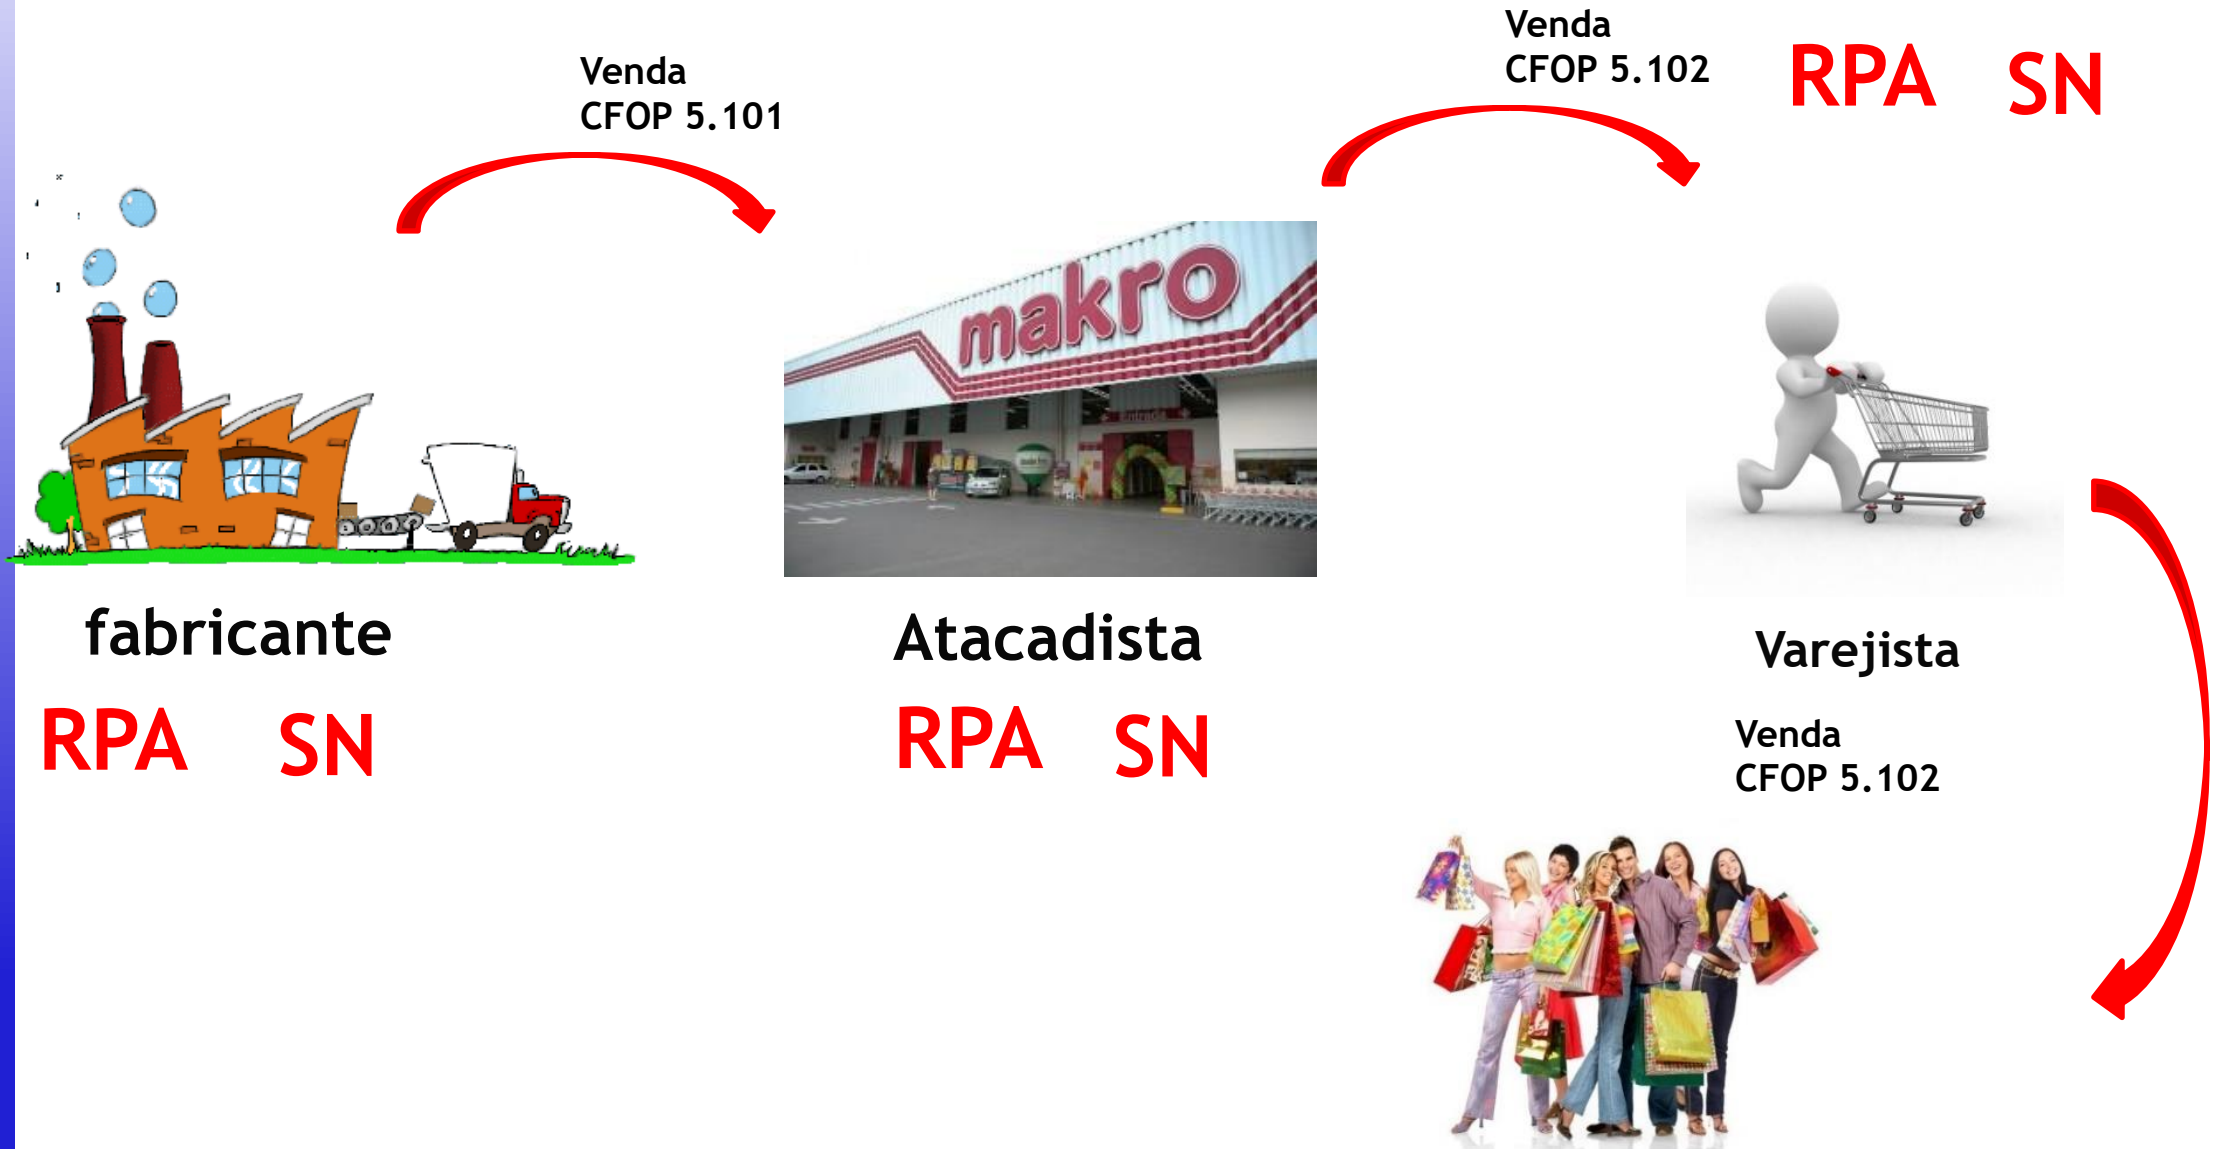 Venda
CFOP 5.101
Venda
CFOP 5.102
RPA SN
makro
Entrada
fabricante
Atacadista
Varejista
RPA SN
RPA SN
Venda
CFOP 5.102